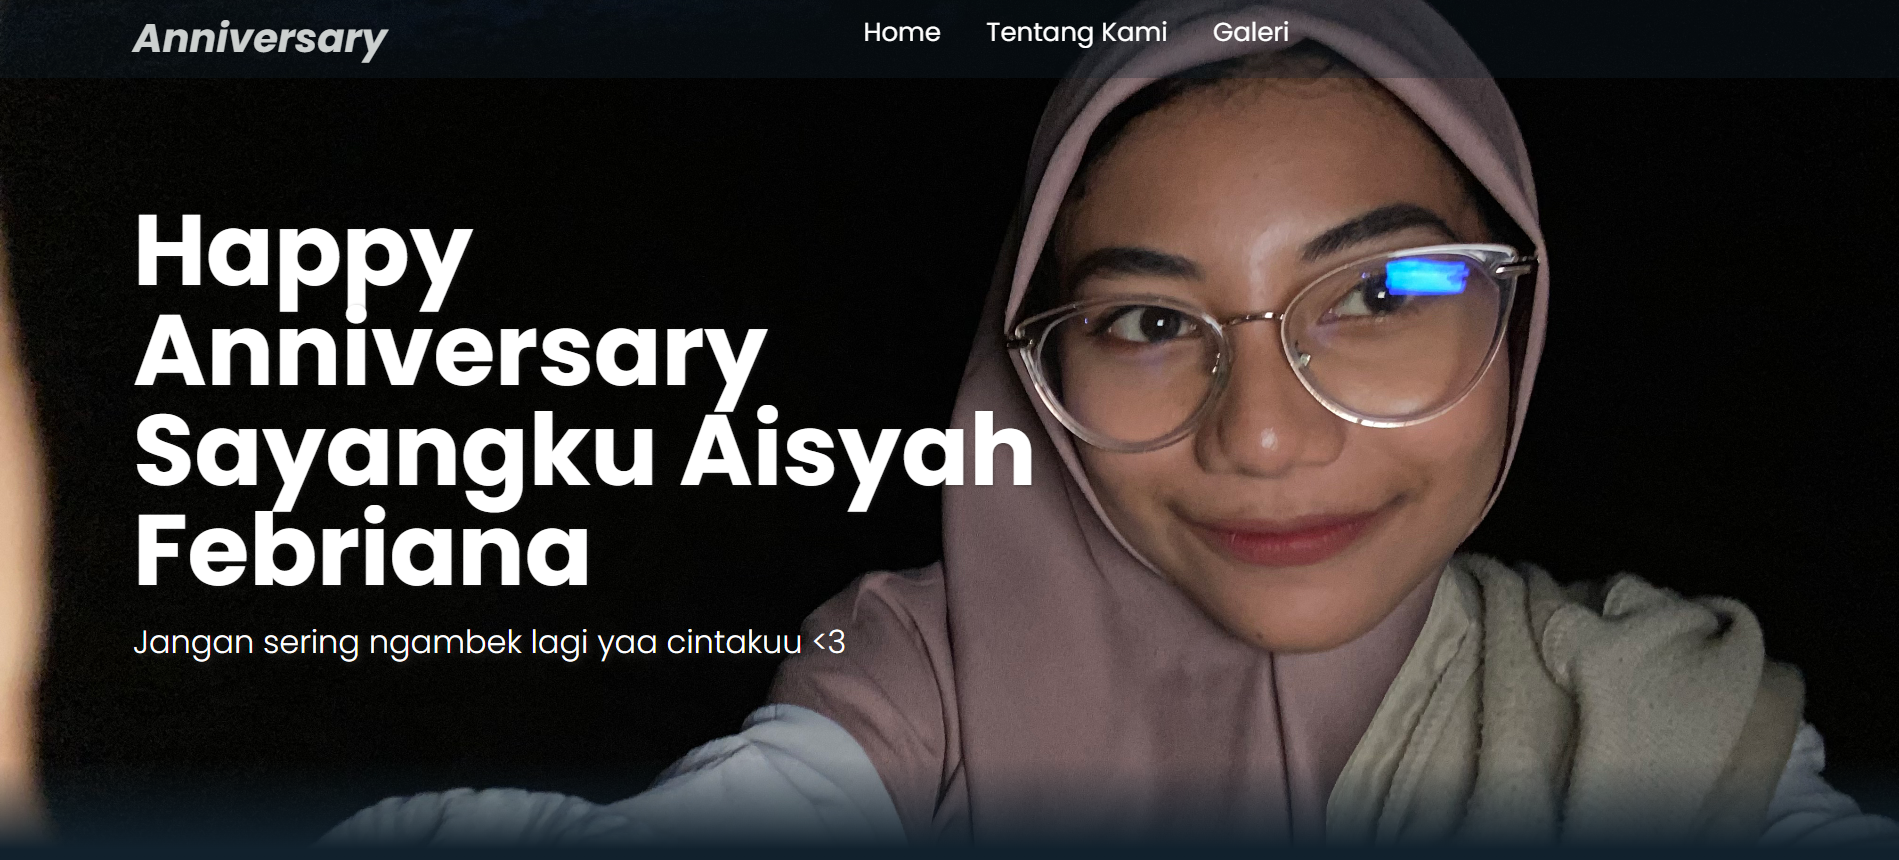 Anniversary
Home Tentang Kami Galeri
Happy
Anniversary
Sayangku Aisyah
Febriana
Jangan sering ngambek lagi yaa cintakuu <3